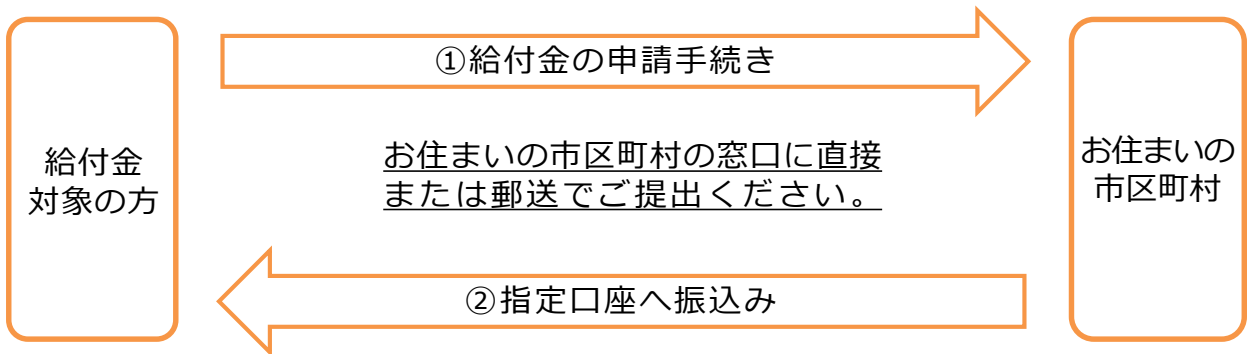 ①給付金の申請手続き
給付金
対象の方
お住まいの市区町村の窓口に直接
または郵送でご提出ください。
お住まいの
市区町村
②指定口座へ振込み